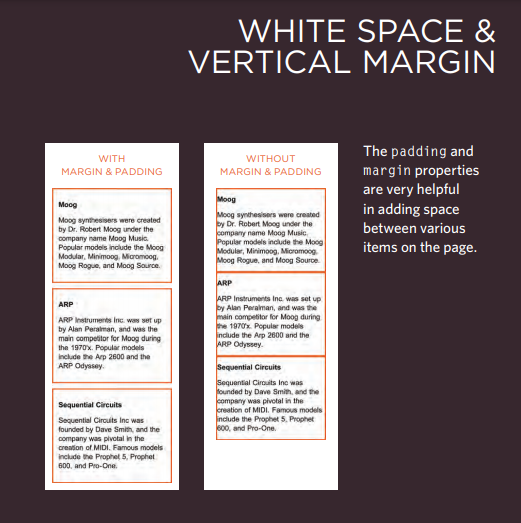 WHITE SPACE &
VERTICAL MARGIN
WITH
MARGIN & PADDING
Moog
Moog synthesisers were created
by Dr. Robert Moog under the
company name Moog Music.
Popular models include the Moog
Modular, Minimoog, Micromoog,
Moog Rogue, and Moog Source.
ARP
ARP Instruments Inc. was set up
by Alan Peralman, and was the
main competitor for Moog during
the 1970's. Popular models
include the Arp 2600 and the
ARP Odyssey.
Sequential Circuits
Sequential Circuits Inc was
founded by Dave Smith, and the
company was pivotal in the
creation of MIDI. Famous models
include the Prophet 5, Prophet
600, and Pro-One.
WITHOUT
MARGIN & PADDING
Moog
Moog synthesisers were created
by Dr. Robert Moog under the
company name Moog Music.
Popular models include the Moog
Modular, Minimoog, Micromoog,
Moog Rogue, and Moog Source.
ARP
ARP Instruments Inc. was set up
by Alan Peralman, and was the
main competitor for Moog during
the 1970's. Popular models
include the Arp 2600 and the
ARP Odyssey.
Sequential Circuits
Sequential Circuits Inc was
founded by Dave Smith, and the
company was pivotal in the
creation of MIDI. Famous models
include the Prophet 5, Prophet
600, and Pro-One.
The padding and
margin properties
are very helpful
in adding space
between various
items on the page.